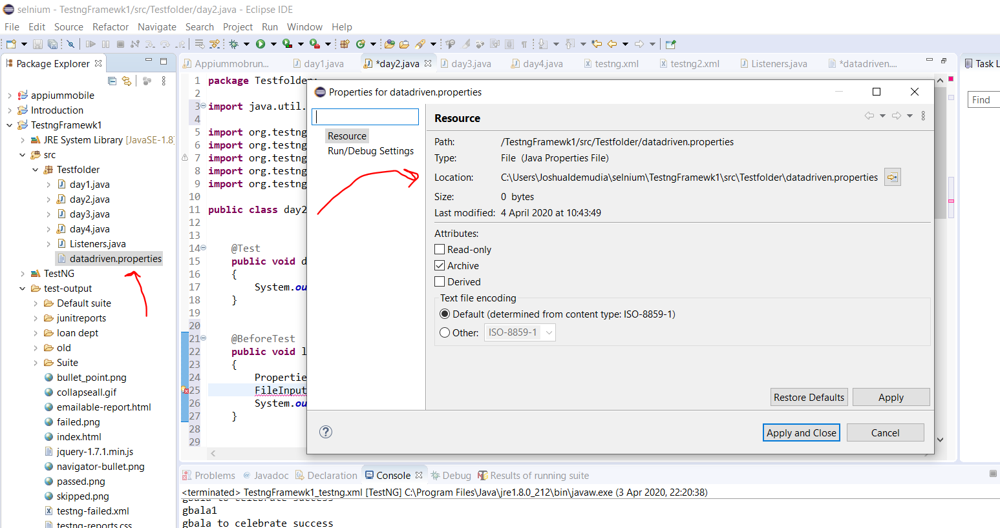 selnium - TestngFramewk1/src/Testfolder/day2.java - Eclipse IDE
File Edit Source Refactor Navigate Search Project Run Window Help
Package Explorer
appiummobile
Introduction
TestngFramewk1
JRE System Library [JavaSE-1.8]
src
Testfolder
day1.java
day2.java
day3.java
day4.java
Listeners.java
datadriven.properties
TestNG
test-output
Default suite
junitreports
loan dept
old
Suite
bullet_point.png
collapseall.gif
emailable-report.html
failed.png
index.html
jquery-1.7.1.min.js
navigator-bullet.png
passed.png
skipped.png
testng-failed.xml
testng-reports.css
Appiummobrun... day1.java *day2.java day3.java day4.java testng.xml testng2.xml Listeners.java *datadriven....
1 package Testfolder;
2
3 import java.util.
4
5 import org.testng
6 import org.testng
7 import org.testng
8 import org.testng
9 import org.testng
10
11 public class day2
12
13
14 @Test
15 public void d
16 {
17 System.ou
18 }
19
20
21 @BeforeTest
22 public void l
23 {
24 Propertie
25 FileInput
26 System.ou
27 }
28
29
Properties for datadriven.properties
Resource
Run/Debug Settings
Resource
Path: /TestngFramewk1/src/Testfolder/datadriven.properties
Type: File (Java Properties File)
Location: C:\Users\Joshualdemudia\selnium\TestngFramewk1\src\Testfolder\datadriven.properties
Size: 0 bytes
Last modified: 4 April 2020 at 10:43:49
Attributes:
Read-only
Archive
Derived
Text file encoding
Default (determined from content type: ISO-8859-1)
Other: ISO-8859-1
Restore Defaults Apply
? Apply and Close Cancel
Task L
Find
Problems @ Javadoc Declaration Console Debug Results of running suite
<terminated> TestngFramewk1_testng.xml [TestNG] C:\Program Files\Java\jre1.8.0_212\bin\javaw.exe (3 Apr 2020, 22:20:38)
gbala to celebrate success
gbala1
gbala to celebrate success